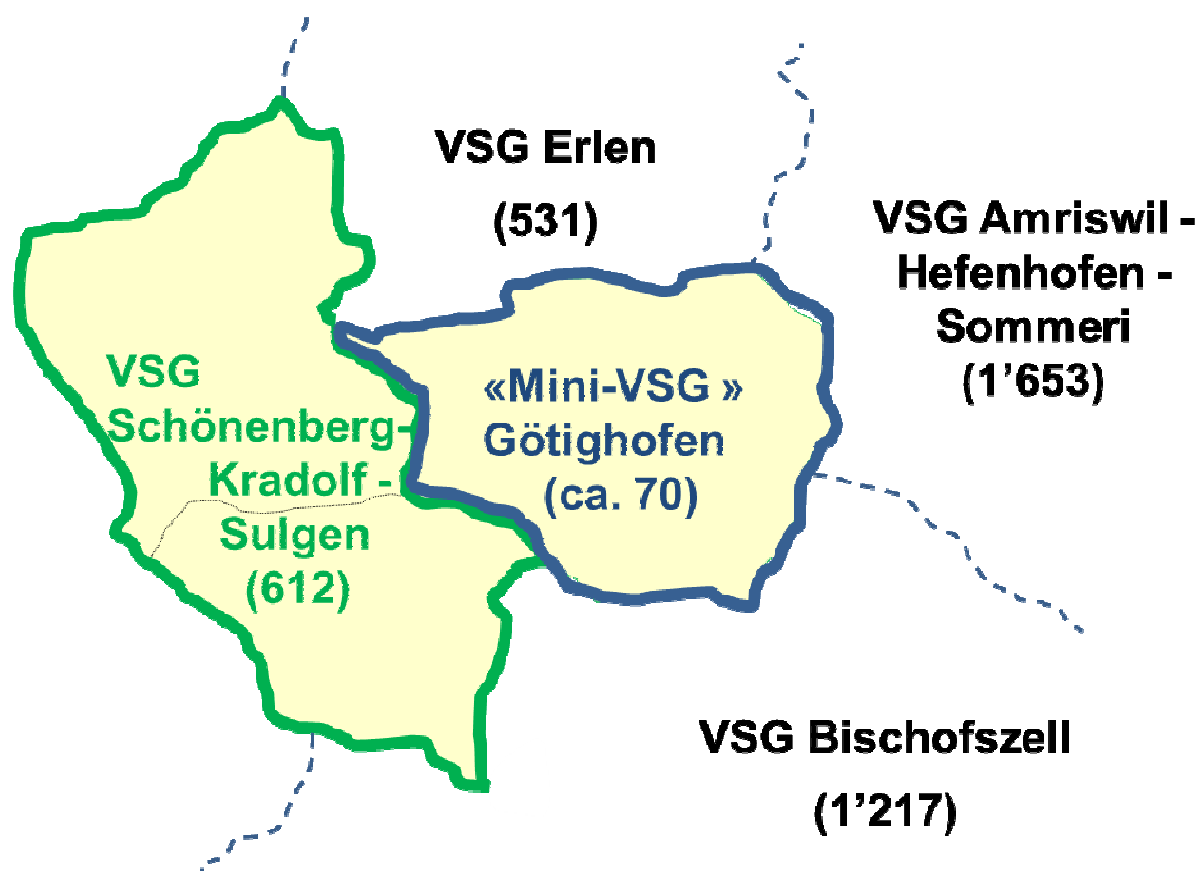 VSG Erlen
(531)
VSG Amriswil -
Hefenhofen -
Sommeri
(1’653)
VSG
Schönenberg-
Kradolf -
Sulgen
(612)
«Mini-VSG »
Götighofen
(ca. 70)
VSG Bischofszell
(1’217)